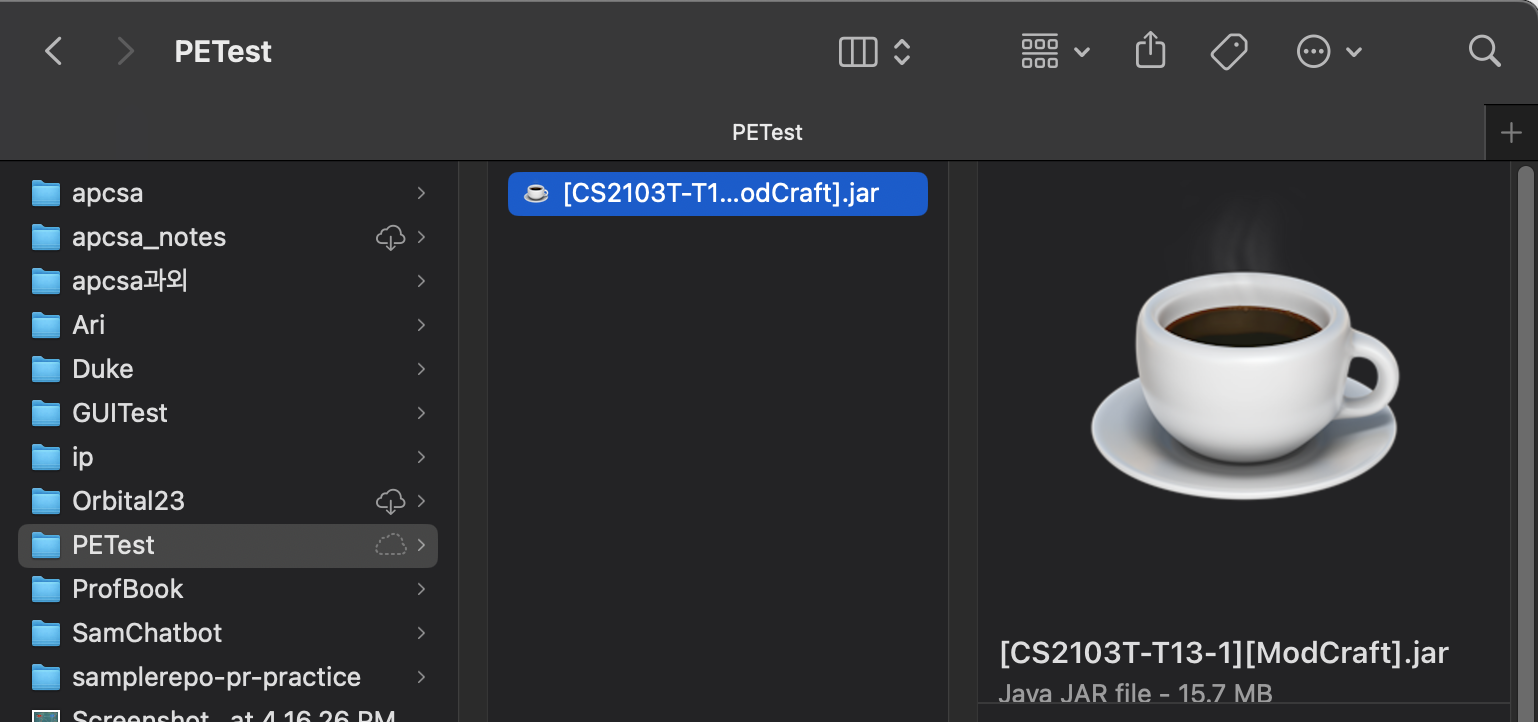 PETest
PETest
apcsa
apcsa_notes
apcsa과외
Ari
Duke
GUITest
ip
Orbital23
PETest
ProfBook
SamChatbot
samplerepo-pr-practice
Screenshot...at 4.16.26 PM
[CS2103T-T1...odCraft].jar
[CS2103T-T13-1][ModCraft].jar
Java JAR file - 15.7 MB